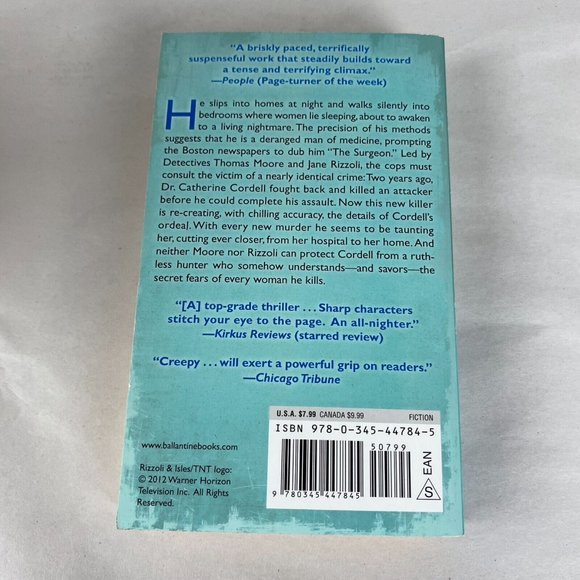 “A briskly paced, terrifically
suspenseful work that steadily builds toward
a tense and terrifying climax.”
—People (Page-turner of the week)
He slips into homes at night and walks silently into
bedrooms where women lie sleeping, about to awaken
to a living nightmare. The precision of his methods
suggests that he is a deranged man of medicine, prompting
the Boston newspapers to dub him “The Surgeon.” Led by
Detectives Thomas Moore and Jane Rizzoli, the cops must
consult the victim of a nearly identical crime: Two years ago,
Dr. Catherine Cordell fought back and killed an attacker
before he could complete his assault. Now this new killer
is re-creating, with chilling accuracy, the details of Cordell’s
ordeal. With every new murder he seems to be taunting
her, cutting ever closer, from her hospital to her home. And
neither Moore nor Rizzoli can protect Cordell from a ruth-
less hunter who somehow understands—and savors—the
secret fears of every woman he kills.
“[A] top-grade thriller . . . Sharp characters
stitch your eye to the page. An all-nighter.”
—Kirkus Reviews (starred review)
“Creepy . . . will exert a powerful grip on readers.”
—Chicago Tribune
U.S.A. $7.99 CANADA $9.99 FICTION
ISBN 978-0-345-44784-5
50799
9 780345 447845
EAN
S
www.ballantinebooks.com
Rizzoli & Isles/TNT logo:
© 2012 Warner Horizon
Television Inc. All Rights
Reserved.